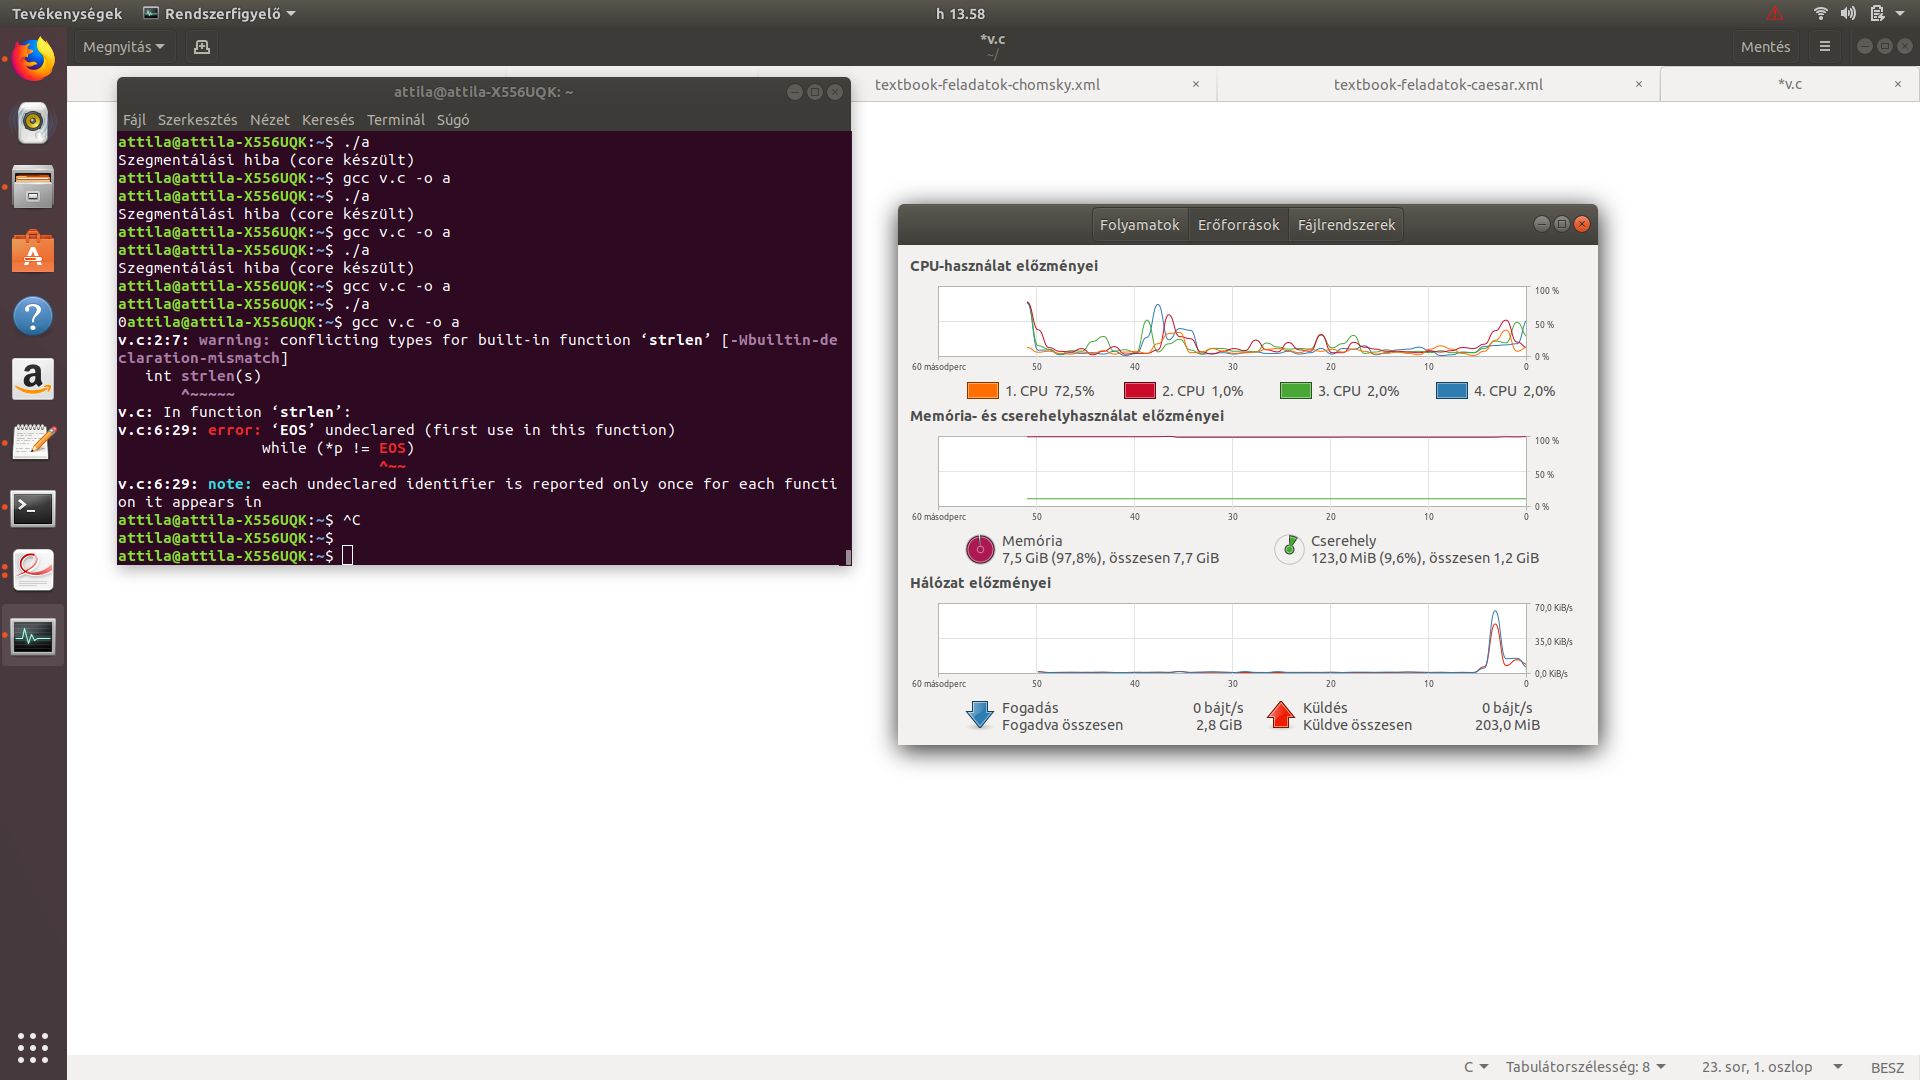 Tevékenységek
Rendszerfigyelő
h 13.58
Megnyitás
*v.c
~/
Mentés
textbook-feladatok-chomsky.xml
textbook-feladatok-caesar.xml
*v.c
attila@attila-X556UQK: ~
Fájl Szerkesztés Nézet Keresés Terminál Súgó
attila@attila-X556UQK:~$ ./a
Szegmentálási hiba (core készült)
attila@attila-X556UQK:~$ gcc v.c -o a
attila@attila-X556UQK:~$ ./a
Szegmentálási hiba (core készült)
attila@attila-X556UQK:~$ gcc v.c -o a
attila@attila-X556UQK:~$ ./a
Szegmentálási hiba (core készült)
attila@attila-X556UQK:~$ gcc v.c -o a
attila@attila-X556UQK:~$ ./a
0attila@attila-X556UQK:~$ gcc v.c -o a
v.c:2:7: warning: conflicting types for built-in function ‘strlen’ [-Wbuiltin-de
claration-mismatch]
int strlen(s)
^~~~~~
v.c: In function ‘strlen’:
v.c:6:29: error: ‘EOS’ undeclared (first use in this function)
while (*p != EOS)
^~~
v.c:6:29: note: each undeclared identifier is reported only once for each functi
on it appears in
attila@attila-X556UQK:~$ ^C
attila@attila-X556UQK:~$
attila@attila-X556UQK:~$
Folyamatok Erőforrások Fájlrendszerek
CPU-használat előzményei
100 %
50 %
0 %
60 másodperc 50 40 30 20 10 0
1. CPU 72,5% 2. CPU 1,0% 3. CPU 2,0% 4. CPU 2,0%
Memória- és cserehelyhasználat előzményei
100 %
50 %
0 %
60 másodperc 50 40 30 20 10 0
Memória
7,5 GiB (97,8%), összesen 7,7 GiB
Cserehely
123,0 MiB (9,6%), összesen 1,2 GiB
Hálózat előzményei
70,0 KiB/s
35,0 KiB/s
0,0 KiB/s
60 másodperc 50 40 30 20 10 0
Fogadás 0 bájt/s
Fogadva összesen 2,8 GiB
Küldés 0 bájt/s
Küldve összesen 203,0 MiB
C Tabulátorszélesség: 8 23. sor, 1. oszlop BESZ